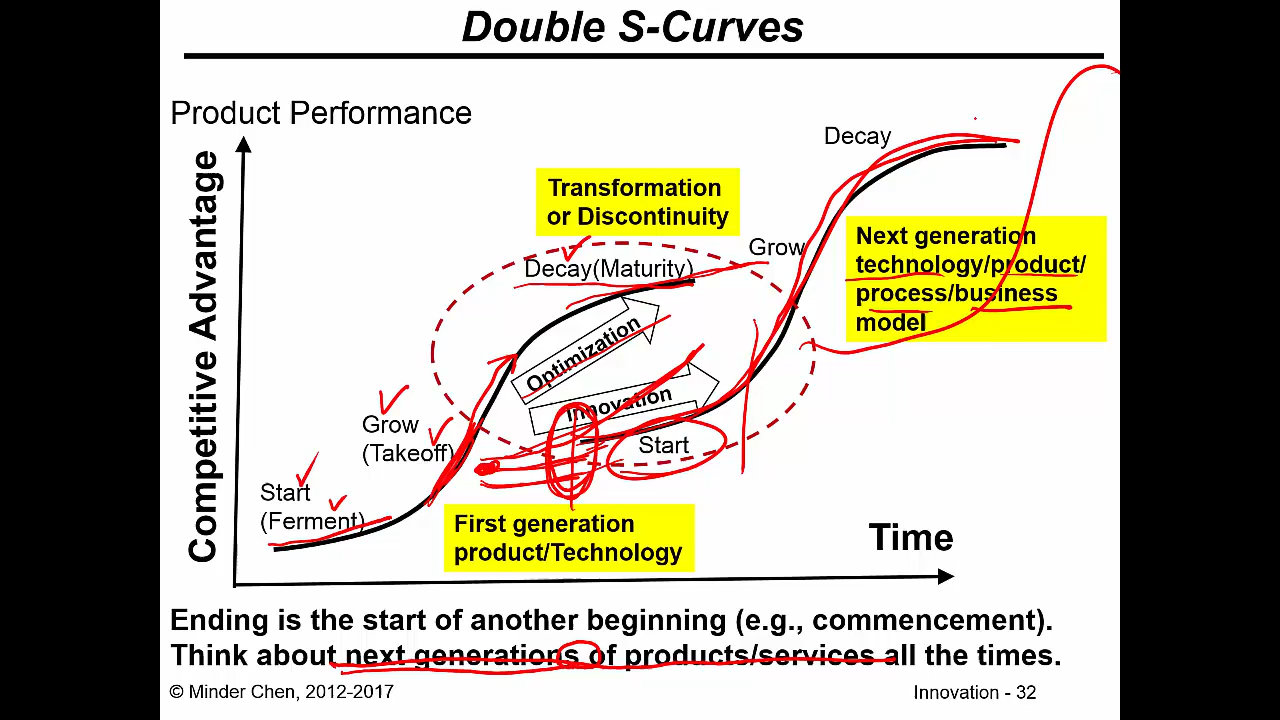 Double S-Curves
Product Performance
Competitive Advantage
Decay
Transformation
or Discontinuity
Grow
Next generation
technology/product/
process/business
model
Decay(Maturity)
Optimization
Innovation
Grow
(Takeoff)
Start
Start
(Ferment)
First generation
product/Technology
Time
Ending is the start of another beginning (e.g., commencement).
Think about next generations of products/services all the times.
© Minder Chen, 2012-2017
Innovation - 32